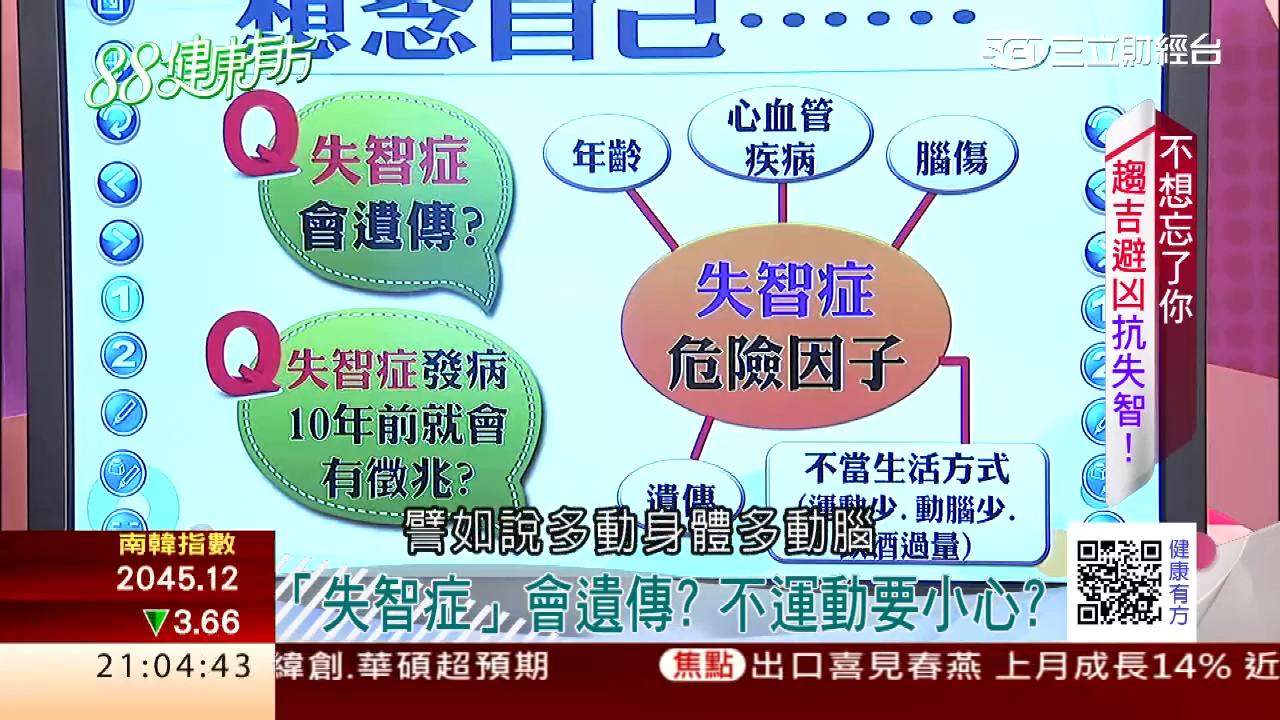 想念自己……
88健康有方
SET三立財經台
Q失智症
會遺傳?
Q失智症發病
10年前就會
有徵兆?
年齡
心血管
疾病
腦傷
失智症
危險因子
遺傳
不當生活方式
(運動少.動腦少.
酒過量)
1
2
不想忘了你
趨吉避凶抗失智!
譬如說多動身體多動腦
「失智症」會遺傳?不運動要小心?
健康有方
南韓指數
2045.12
▼3.66
21:04:43
緯創.華碩超預期
焦點 出口喜見春燕 上月成長14% 近